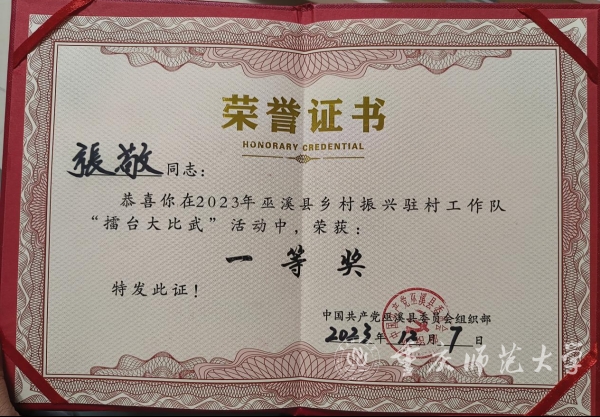 荣誉证书
HONORARY CREDENTIAL
張敬同志：
恭喜你在2023年巫溪县乡村振兴驻村工作队
“擂台大比武”活动中，荣获：
一等奖
特发此证！
中国共产党巫溪县委员会组织部
2023年12月7日
重庆师范大学